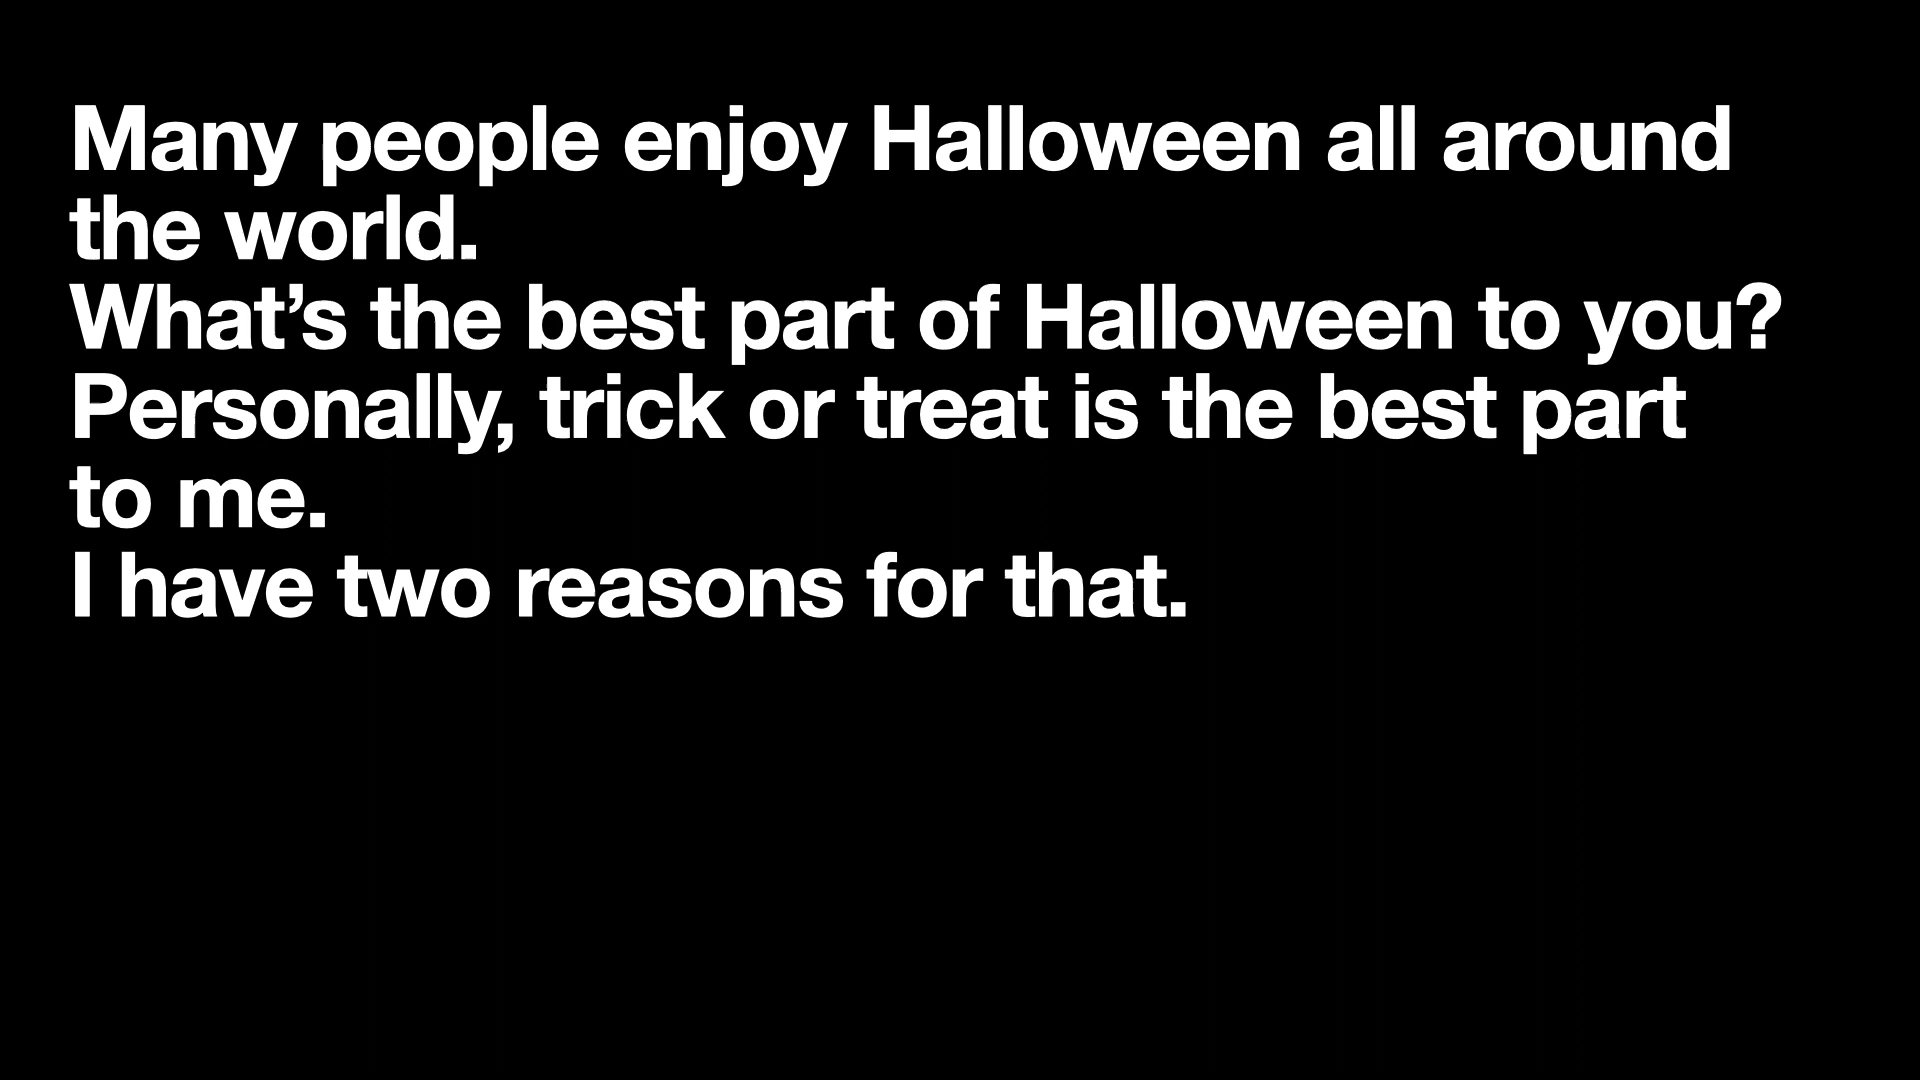 Many people enjoy Halloween all around
the world.
What’s the best part of Halloween to you?
Personally, trick or treat is the best part
to me.
I have two reasons for that.